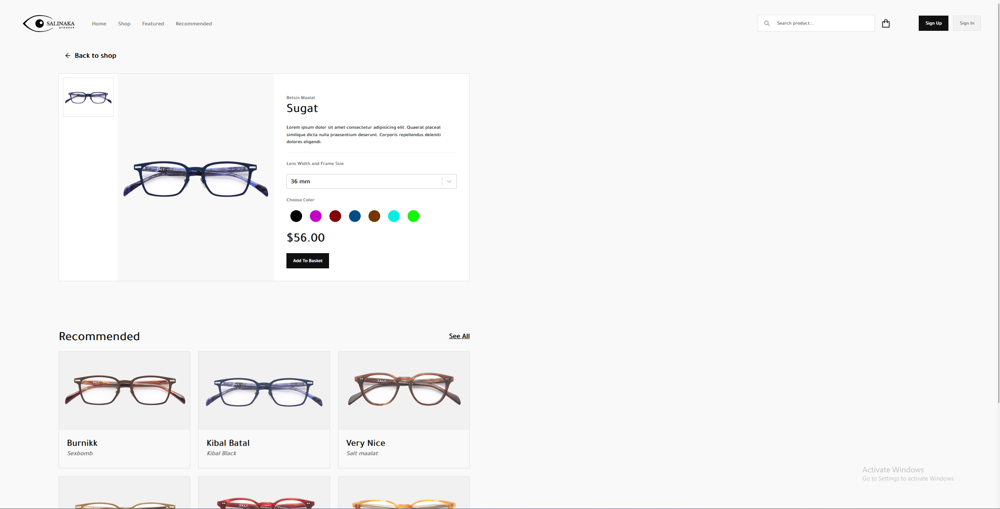 SALINAKA
EYEWEAR
Home
Shop
Featured
Recommended
Search product...
Sign Up
Sign In
Back to shop
Betsin Maalat
Sugat
Lorem ipsum dolor sit amet consectetur adipisicing elit. Quaerat placeat
similique dicta nulla praesentium deserunt. Corporis repellendus deleniti
dolores eligendi.
Lens Width and Frame Size
36 mm
SALT.
Choose Color
$56.00
Add To Basket
Recommended
See All
SALT.
SALT.
SALT.
Burnikk
Sexbomb
Kibal Batal
Kibal Black
Very Nice
Salt maalat
Activate Windows
Go to Settings to activate Windows.
SALT.